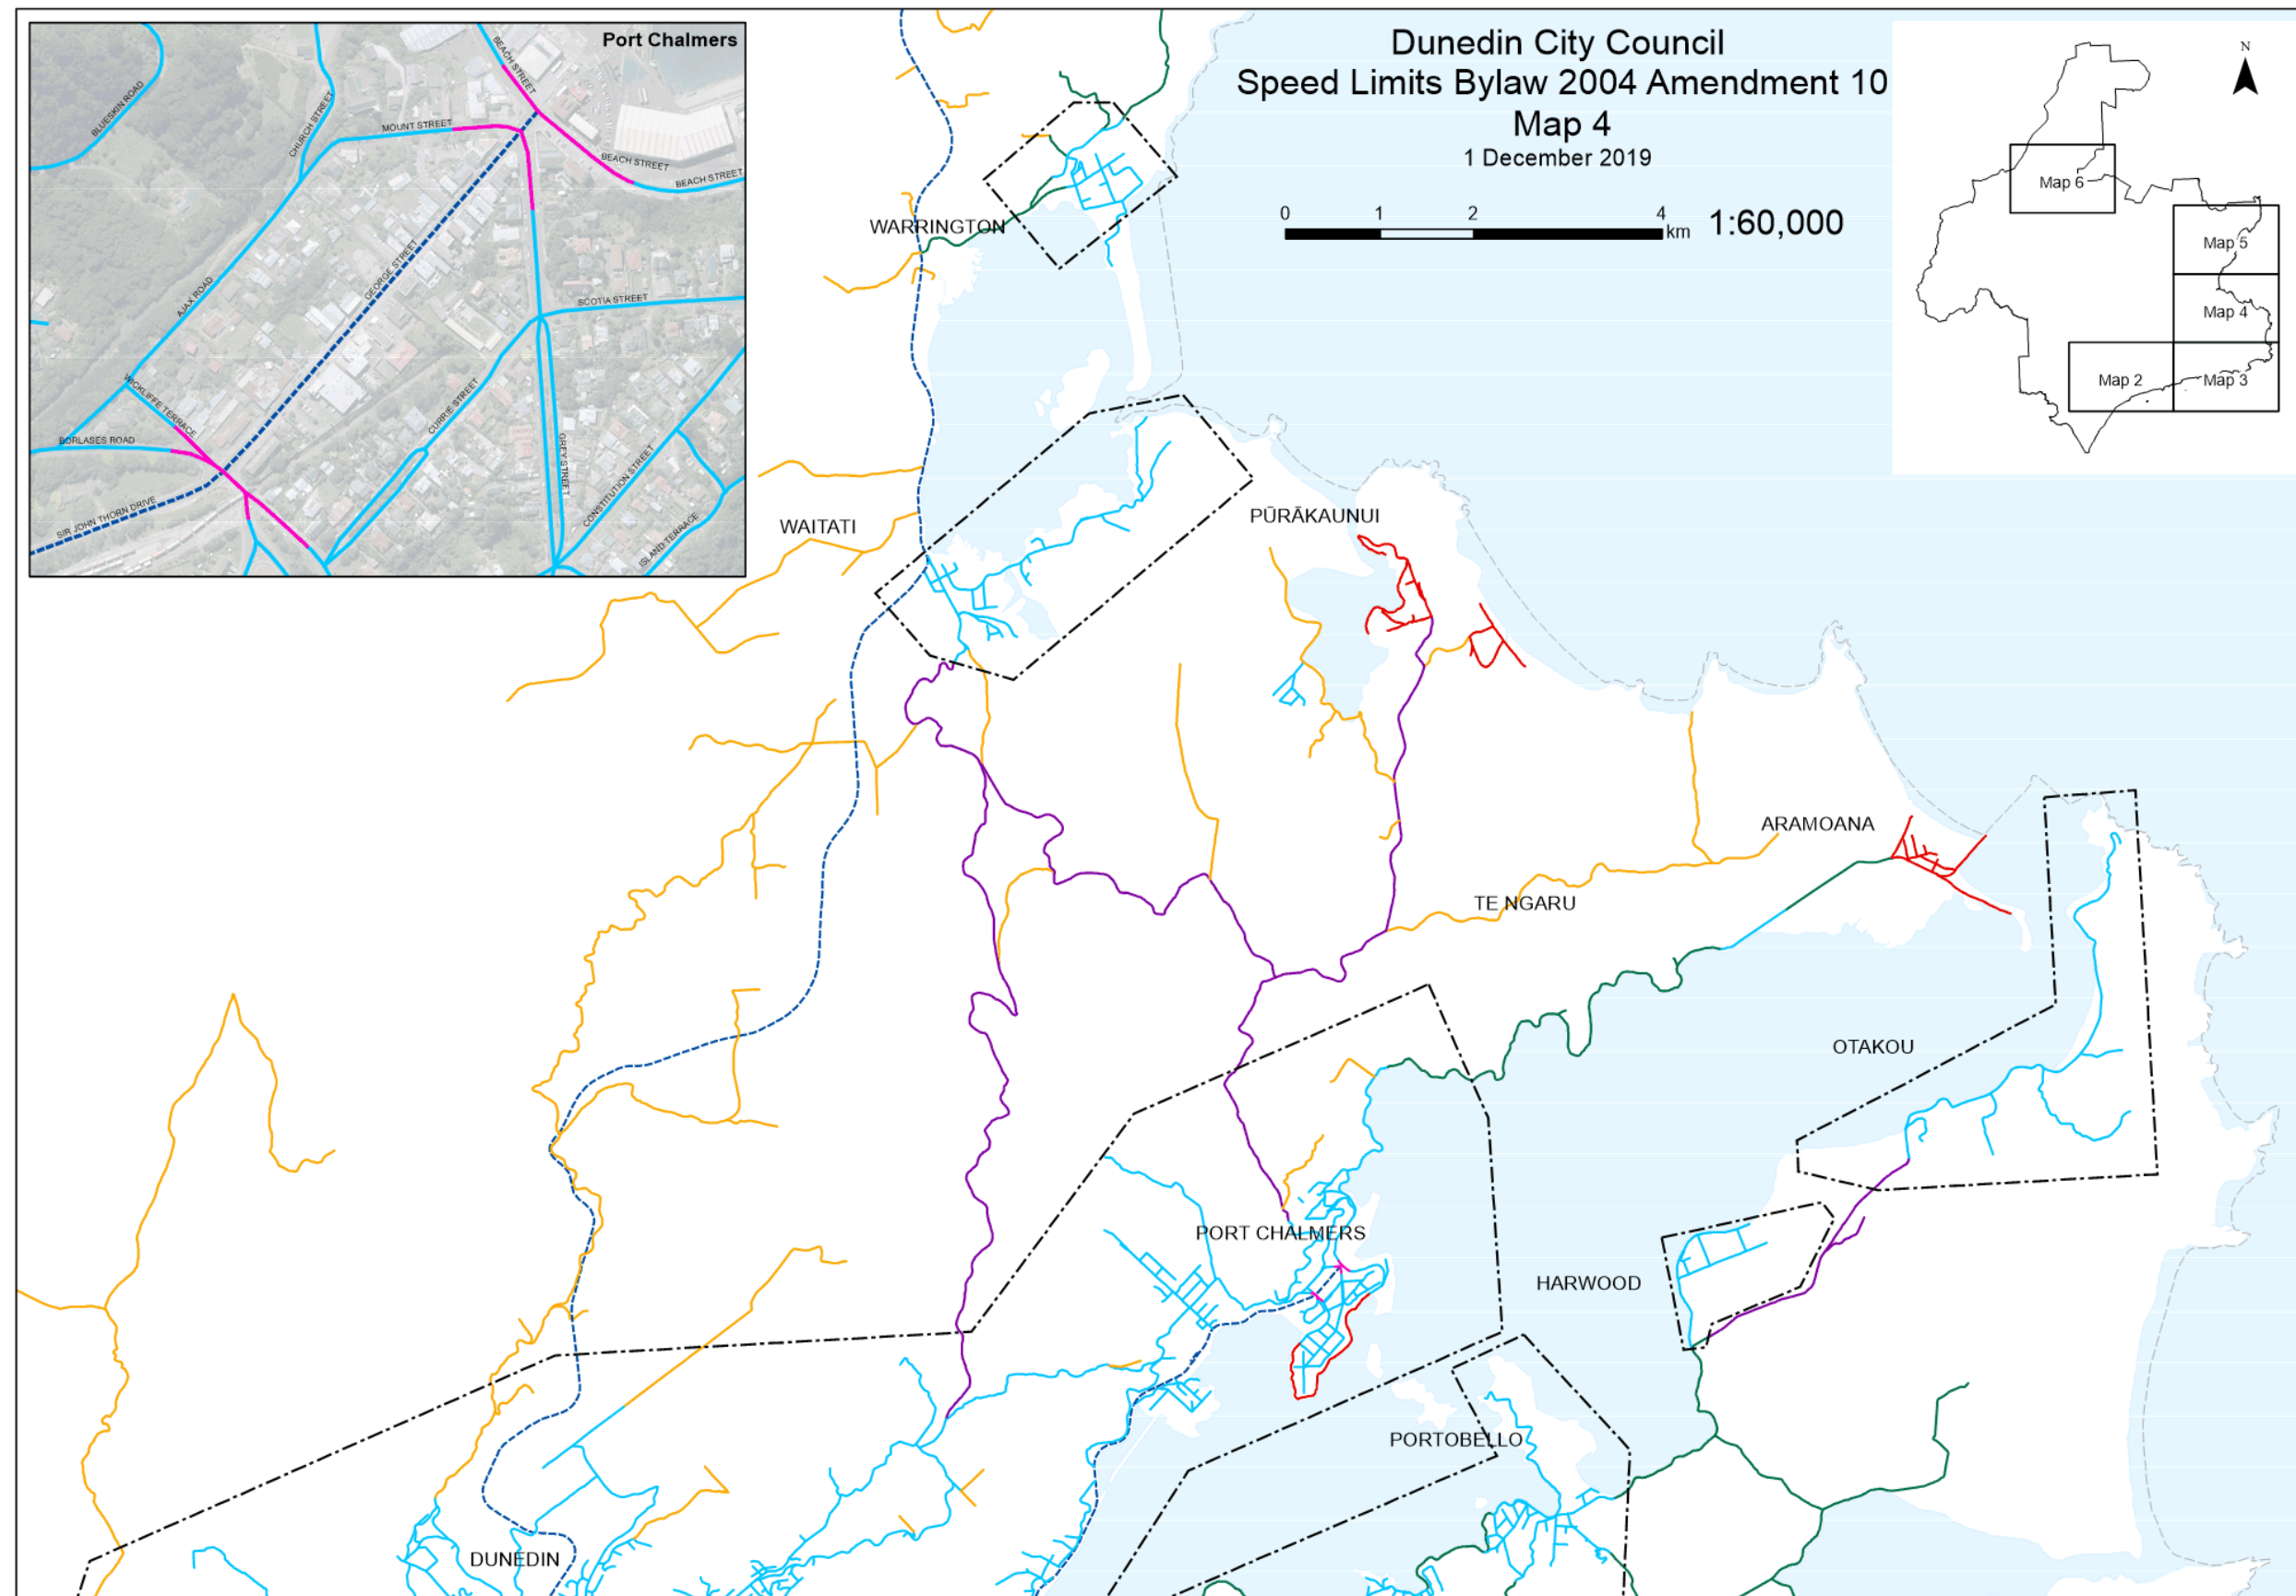 Port Chalmers
BEACH STREET
BLUESKIN ROAD
CHURCH STREET
MOUNT STREET
BEACH STREET
BEACH STREET
GEORGE STREET
AJAX ROAD
SCOTIA STREET
WICKLIFFE TERRACE
CURRIE STREET
BORLASES ROAD
GREY STREET
CONSTITUTION STREET
SIR JOHN THORN DRIVE
ISLAND TERRACE
Dunedin City Council
Speed Limits Bylaw 2004 Amendment 10
Map 4
1 December 2019
0 1 2 4
km 1:60,000
N
Map 6
Map 5
Map 4
Map 2
Map 3
WARRINGTON
WAITATI
PŪRĀKAUNUI
ARAMOANA
TE NGARU
OTAKOU
PORT CHALMERS
HARWOOD
PORTOBELLO
DUNEDIN